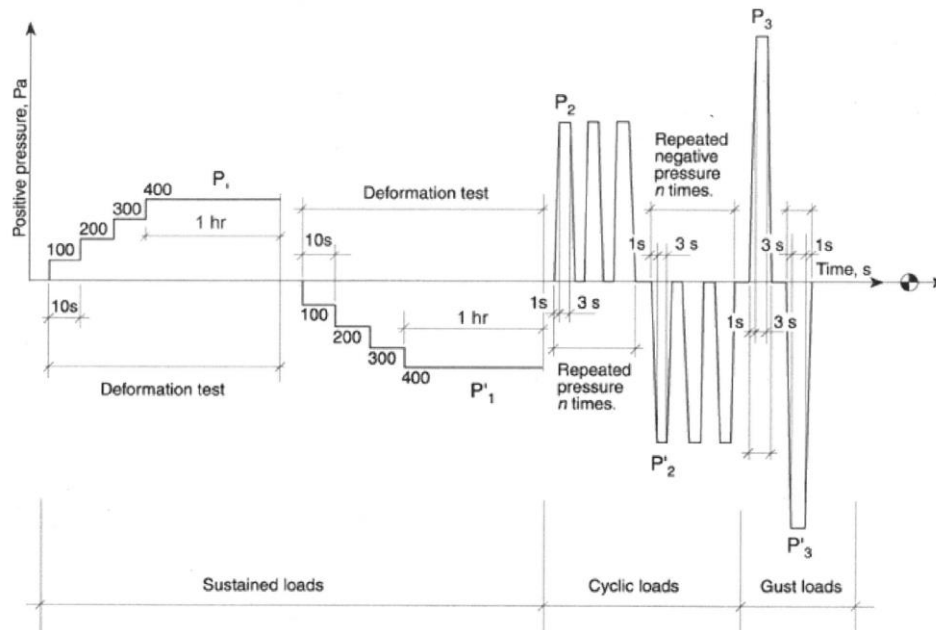 Positive pressure, Pa
100
200
300
400
P,
1 hr
10s
Deformation test
Deformation test
10s
100
200
300
400
1 hr
P'1
P2
1s
3 s
Repeated
pressure
n times.
Repeated
negative
pressure
n times.
1s
3 s
P'2
P3
1s
3 s
3 s
1s
P'3
Time, s
Sustained loads
Cyclic loads
Gust loads